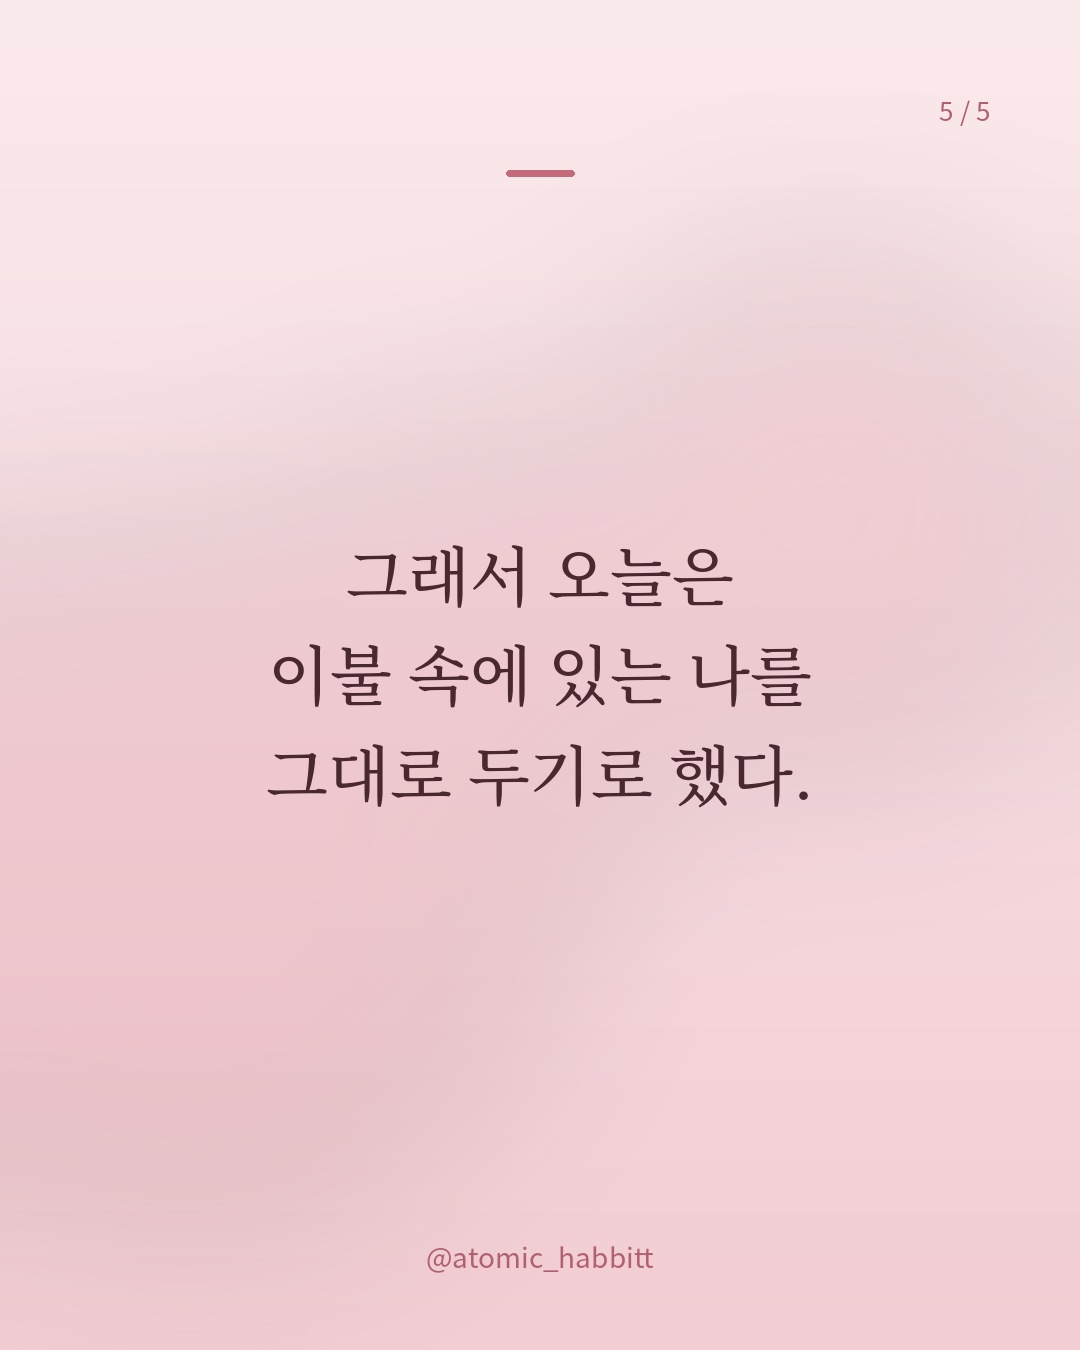 5 / 5
그래서 오늘은
이불 속에 있는 나를
그대로 두기로 했다.
@atomic_habbitt